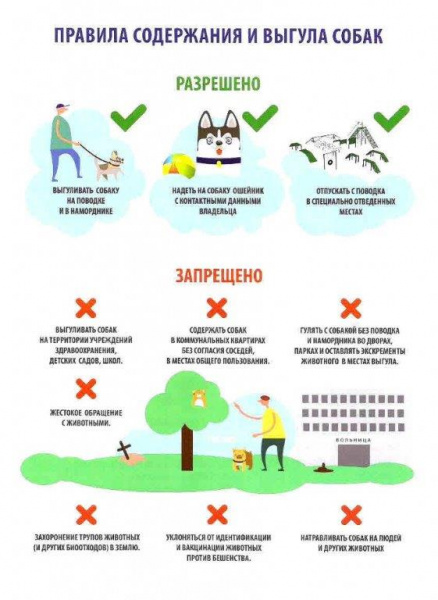 ПРАВИЛА СОДЕРЖАНИЯ И ВЫГУЛА СОБАК
РАЗРЕШЕНО
ВЫГУЛИВАТЬ СОБАКУ
НА ПОВОДКЕ
И В НАМОРДНИКЕ
НАДЕТЬ НА СОБАКУ ОШЕЙНИК
С КОНТАКТНЫМИ ДАННЫМИ
ВЛАДЕЛЬЦА
ОТПУСКАТЬ С ПОВОДКА
В СПЕЦИАЛЬНО ОТВЕДЕННЫХ
МЕСТАХ
ЗАПРЕЩЕНО
ВЫГУЛИВАТЬ СОБАК
НА ТЕРРИТОРИИ УЧРЕЖДЕНИЙ
ЗДРАВООХРАНЕНИЯ,
ДЕТСКИХ САДОВ, ШКОЛ.
СОДЕРЖАТЬ СОБАК
В КОММУНАЛЬНЫХ КВАРТИРАХ
БЕЗ СОГЛАСИЯ СОСЕДЕЙ,
В МЕСТАХ ОБЩЕГО ПОЛЬЗОВАНИЯ.
ГУЛЯТЬ С СОБАКОЙ БЕЗ ПОВОДКА
И НАМОРДНИКА ВО ДВОРАХ,
ПАРКАХ И ОСТАВЛЯТЬ ЭКСКРЕМЕНТЫ
ЖИВОТНОГО В МЕСТАХ ВЫГУЛА.
ЖЕСТОКОЕ ОБРАЩЕНИЕ
С ЖИВОТНЫМИ.
БОЛЬНИЦА
ЗАХОРОНЕНИЕ ТРУПОВ ЖИВОТНЫХ
(И ДРУГИХ БИООТХОДОВ) В ЗЕМЛЮ.
УКЛОНЯТЬСЯ ОТ ИДЕНТИФИКАЦИИ
И ВАКЦИНАЦИИ ЖИВОТНЫХ
ПРОТИВ БЕШЕНСТВА.
НАТРАВЛИВАТЬ СОБАК НА ЛЮДЕЙ
И ДРУГИХ ЖИВОТНЫХ